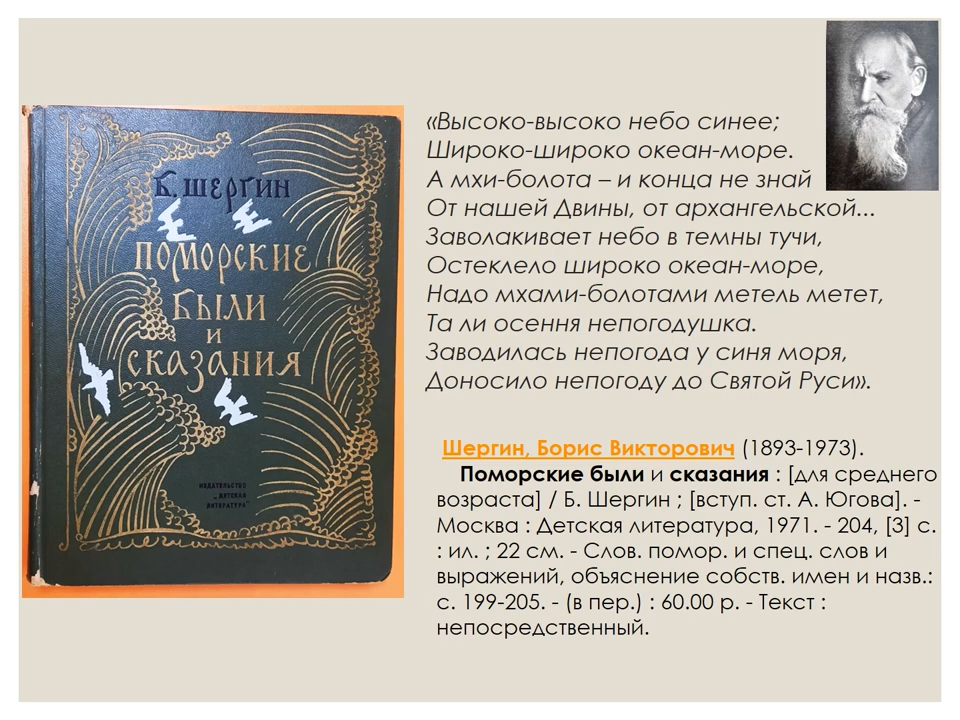 Б. ШЕРГИН
ПОМОРСКИЕ
БЫЛИ
И
СКАЗАНИЯ
ИЗДАТЕЛЬСТВО
„ДЕТСКАЯ
ЛИТЕРАТУРА"
«Высоко-высоко небо синее;
Широко-широко океан-море.
А мхи-болота – и конца не знай
От нашей Двины, от архангельской...
Заволакивает небо в темны тучи,
Остеклело широко океан-море,
Надо мхами-болотами метель метет,
Та ли осення непогодушка.
Заводилась непогода у синя моря,
Доносило непогоду до Святой Руси».
Шергин, Борис Викторович (1893-1973).
Поморские были и сказания : [для среднего
возраста] / Б. Шергин ; [вступ. ст. А. Югова]. -
Москва : Детская литература, 1971. - 204, [3] с.
: ил. ; 22 см. - Слов. помор. и спец. слов и
выражений, объяснение собств. имен и назв.:
с. 199-205. - (в пер.) : 60.00 р. - Текст :
непосредственный.